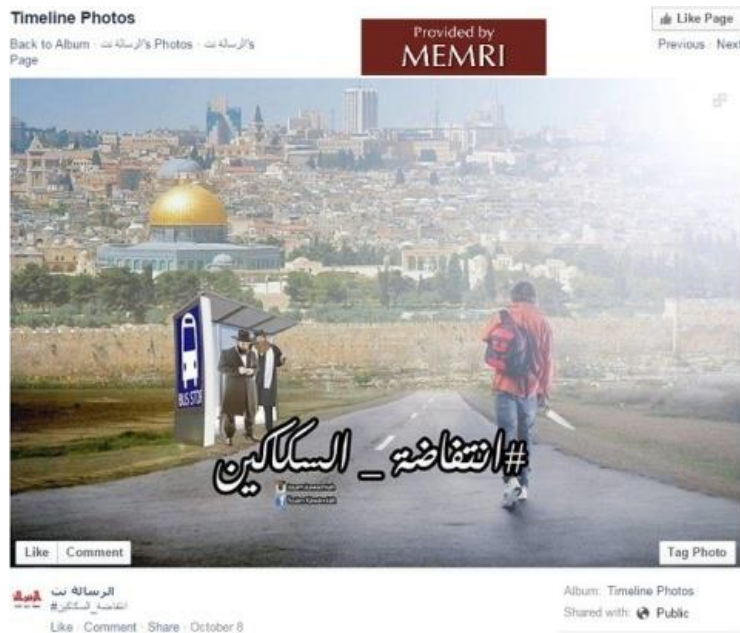 Timeline Photos
Like Page
Back to Album · الرسالة نت's Photos · الرسالة نت's
Page
Previous · Next
Provided by
MEMRI
BUS STOP
#انتفاضة_السكاكين
Like Comment
Tag Photo
الرسالة نت
#انتفاضة_السكاكين
Like · Comment · Share · October 8
Album: Timeline Photos
Shared with: Public